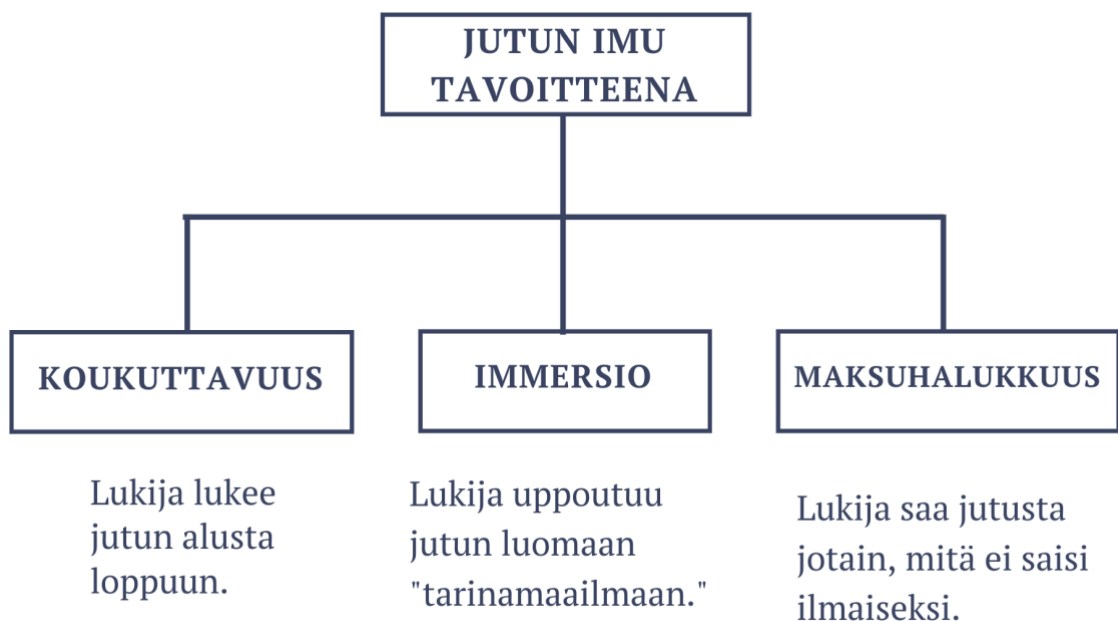 JUTUN IMU
TAVOITTEENA
KOUKUTTAVUUS
Lukija lukee
jutun alusta
loppuun.
IMMERSIO
Lukija uppoutuu
jutun luomaan
"tarinamaailmaan."
MAKSUHALUKKUUS
Lukija saa jutusta
jotain, mitä ei saisi
ilmaiseksi.